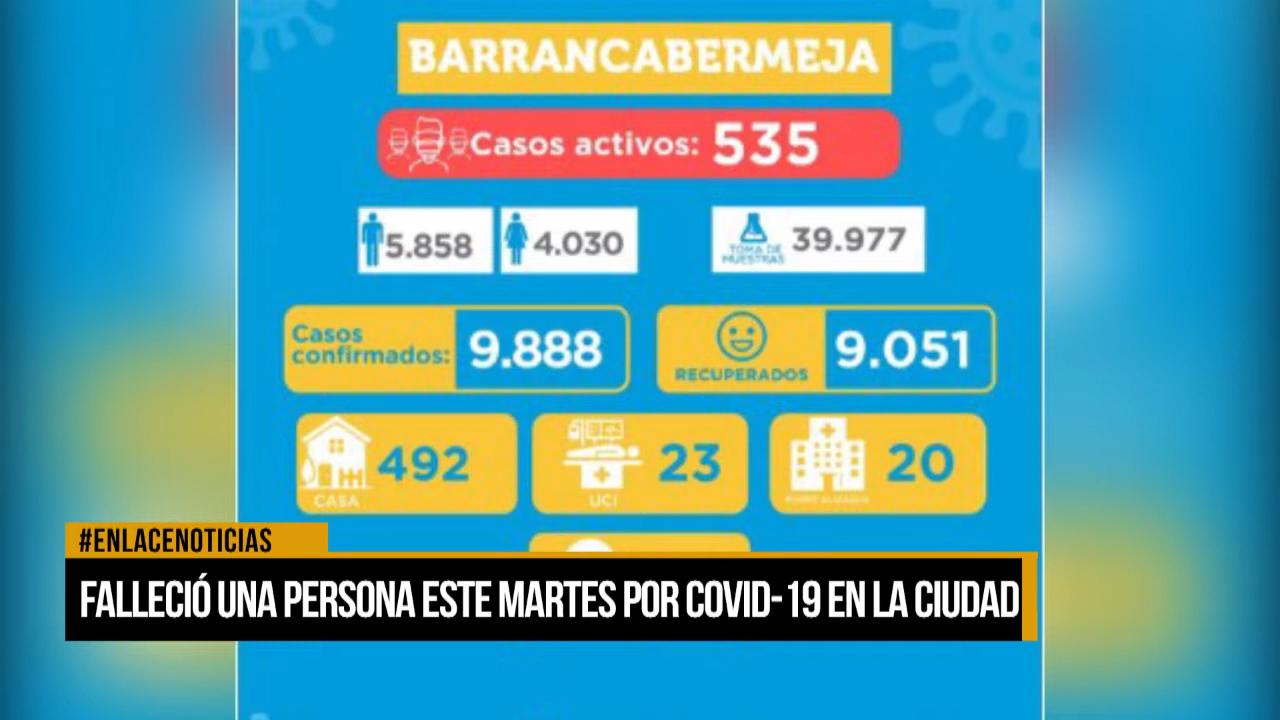 BARRANCABERMEJA
Casos activos: 535
5.858
4.030
TOMA DE
MUESTRAS
39.977
Casos
confirmados:
9.888
RECUPERADOS
9.051
492
CASA
23
UCI
20
#ENLACENOTICIAS
FALLECIÓ UNA PERSONA ESTE MARTES POR COVID-19 EN LA CIUDAD